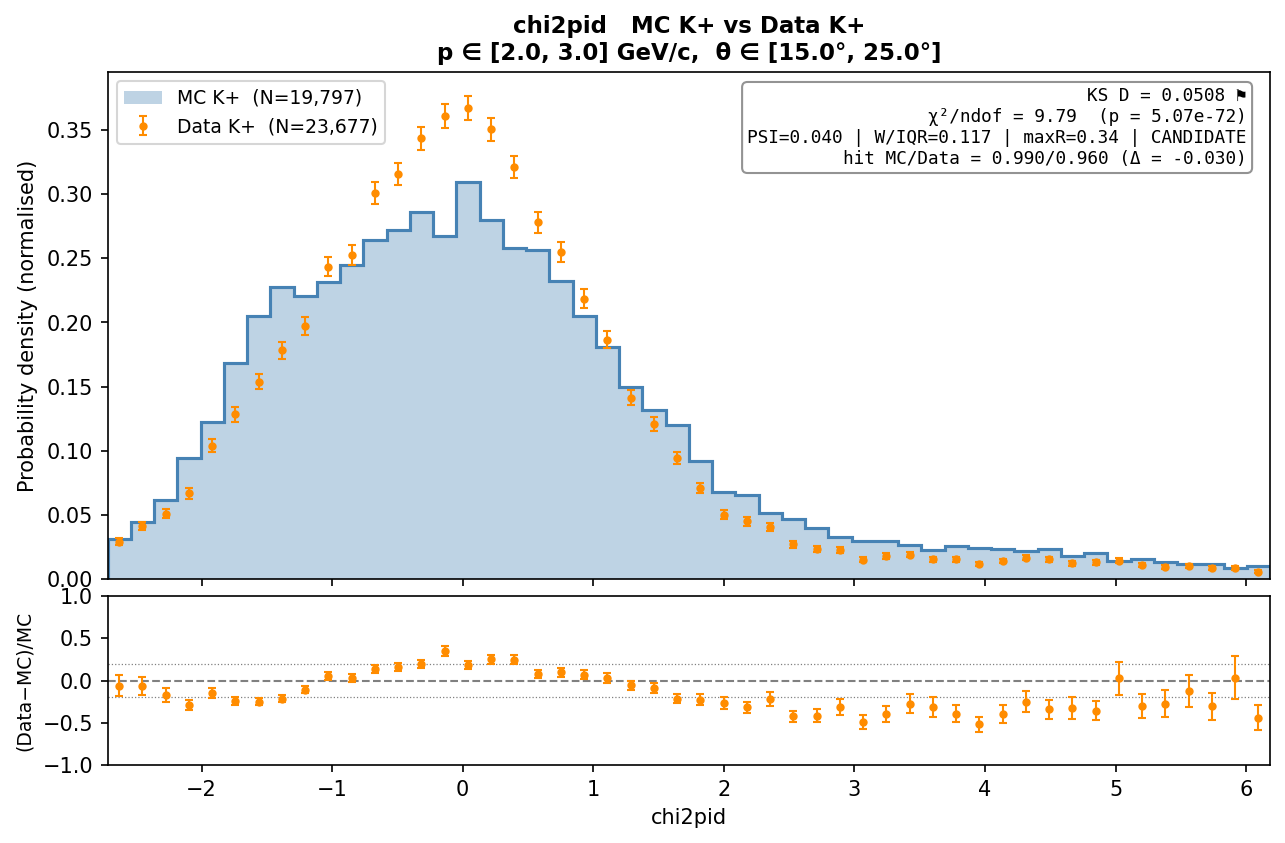 chi2pid   MC K+ vs Data K+
p ∈ [2.0, 3.0] GeV/c,  θ ∈ [15.0°, 25.0°]
MC K+  (N=19,797)
Data K+  (N=23,677)
KS D = 0.0508 ⚑
χ²/ndof = 9.79  (p = 5.07e-72)
PSI=0.040 | W/IQR=0.117 | maxR=0.34 | CANDIDATE
hit MC/Data = 0.990/0.960 (Δ = -0.030)
Probability density (normalised)
0.35
0.30
0.25
0.20
0.15
0.10
0.05
0.00
(Data−MC)/MC
1.0
0.5
0.0
−0.5
−1.0
−2 −1 0 1 2 3 4 5 6
chi2pid